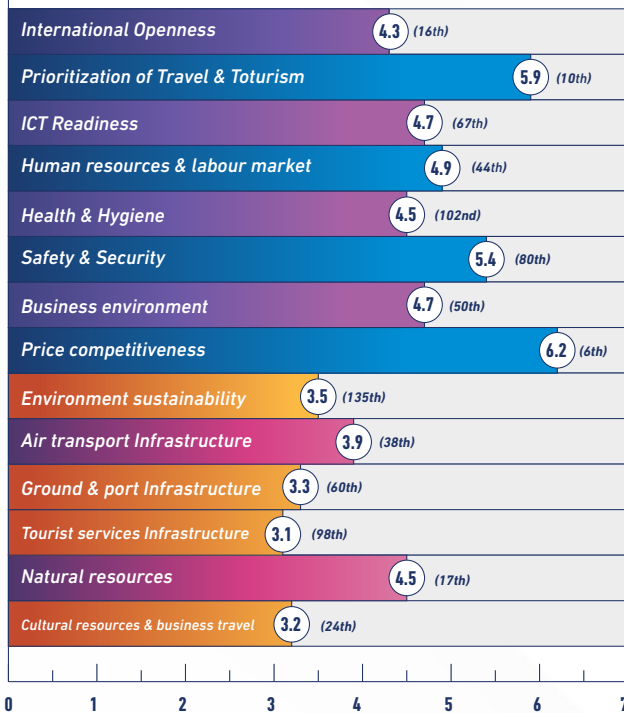 International Openness 4.3 (16th)
Prioritization of Travel & Toturism 5.9 (10th)
ICT Readiness 4.7 (67th)
Human resources & labour market 4.9 (44th)
Health & Hygiene 4.5 (102nd)
Safety & Security 5.4 (80th)
Business environment 4.7 (50th)
Price competitiveness 6.2 (6th)
Environment sustainability 3.5 (135th)
Air transport Infrastructure 3.9 (38th)
Ground & port Infrastructure 3.3 (60th)
Tourist services Infrastructure 3.1 (98th)
Natural resources 4.5 (17th)
Cultural resources & business travel 3.2 (24th)
0 1 2 3 4 5 6 7